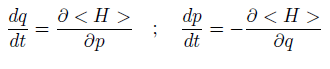 dq/dt = ∂ < H > / ∂p ; dp/dt = − ∂ < H > / ∂q